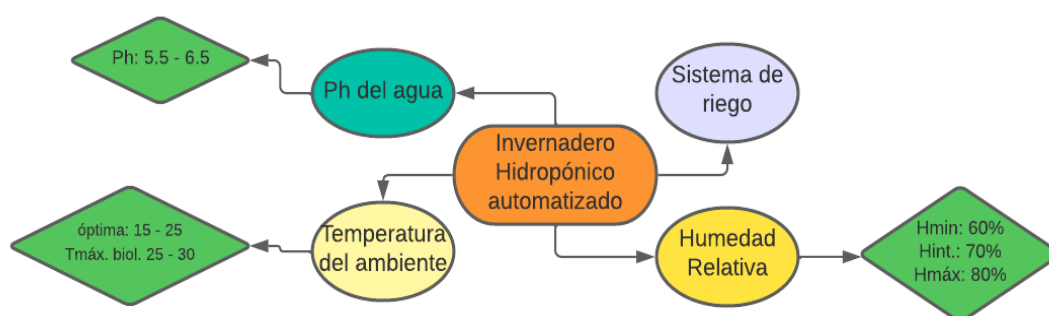 Ph: 5.5 - 6.5
Ph del agua
Sistema de
riego
Invernadero
Hidropónico
automatizado
óptima: 15 - 25
Tmáx. biol. 25 - 30
Temperatura
del ambiente
Humedad
Relativa
Hmin: 60%
Hint.: 70%
Hmáx: 80%